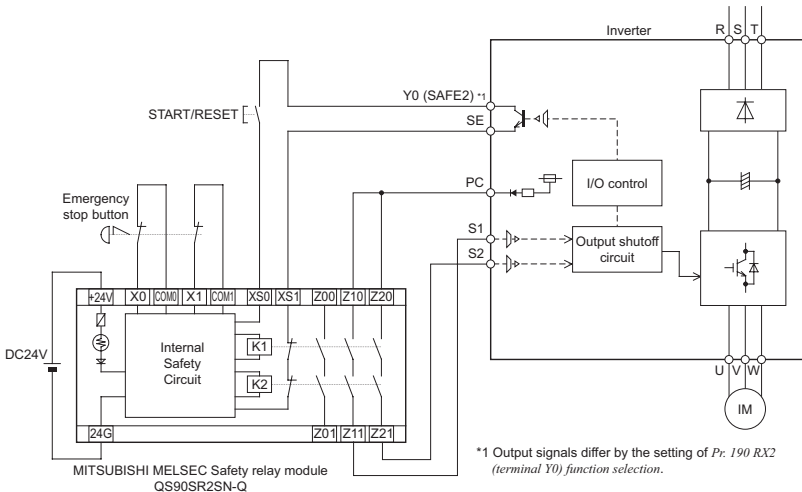 Inverter
R S T
Y0 (SAFE2) *1
START/RESET
SE
PC
I/O control
Emergency
stop button
S1
S2
Output shutoff
circuit
+24V X0 COM0 X1 COM1 XS0 XS1 Z00 Z10 Z20
DC24V
Internal
Safety
Circuit
K1
K2
U V W
IM
24G Z01 Z11 Z21
MITSUBISHI MELSEC Safety relay module
QS90SR2SN-Q
*1 Output signals differ by the setting of Pr. 190 RX2
(terminal Y0) function selection.